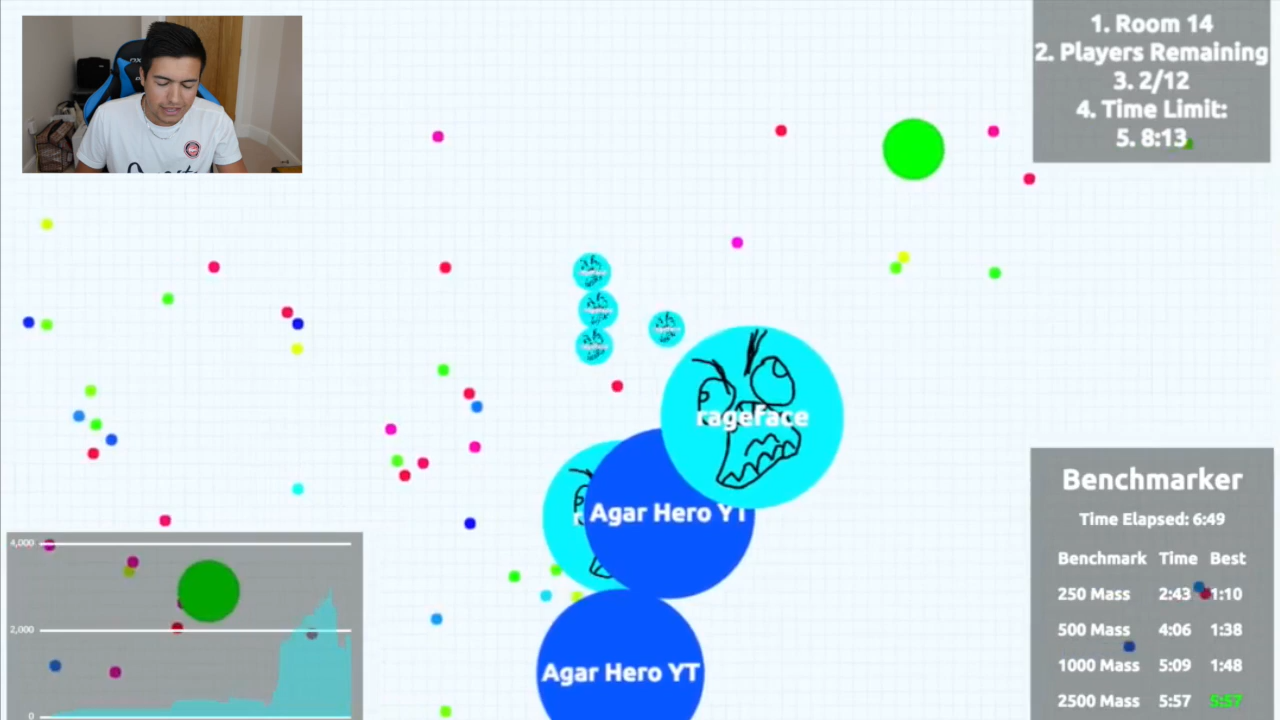 1. Room 14
2. Players Remaining
3. 2/12
4. Time Limit:
5. 8:13
rageface
Agar Hero YT
Agar Hero YT
4,000
2,000
0
Benchmarker
Time Elapsed: 6:49
Benchmark Time Best
250 Mass 2:43 1:10
500 Mass 4:06 1:38
1000 Mass 5:09 1:48
2500 Mass 5:57 5:57